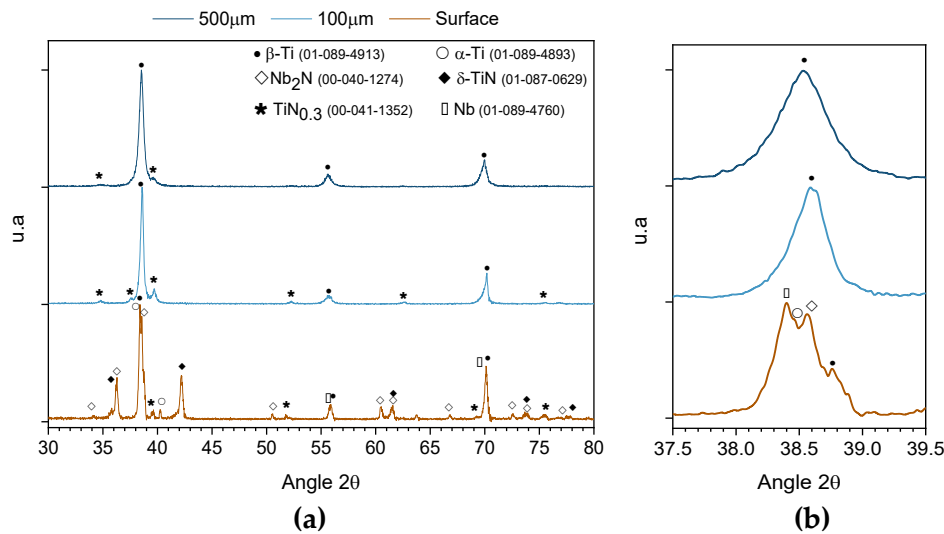 500μm 100μm Surface
● β-Ti (01-089-4913) ○ α-Ti (01-089-4893)
◇ Nb₂N (00-040-1274) ◆ δ-TiN (01-087-0629)
* TiN₀.₃ (00-041-1352) ▯ Nb (01-089-4760)
u.a
30 35 40 45 50 55 60 65 70 75 80
Angle 2θ
(a)
u.a
37.5 38.0 38.5 39.0 39.5
Angle 2θ
(b)